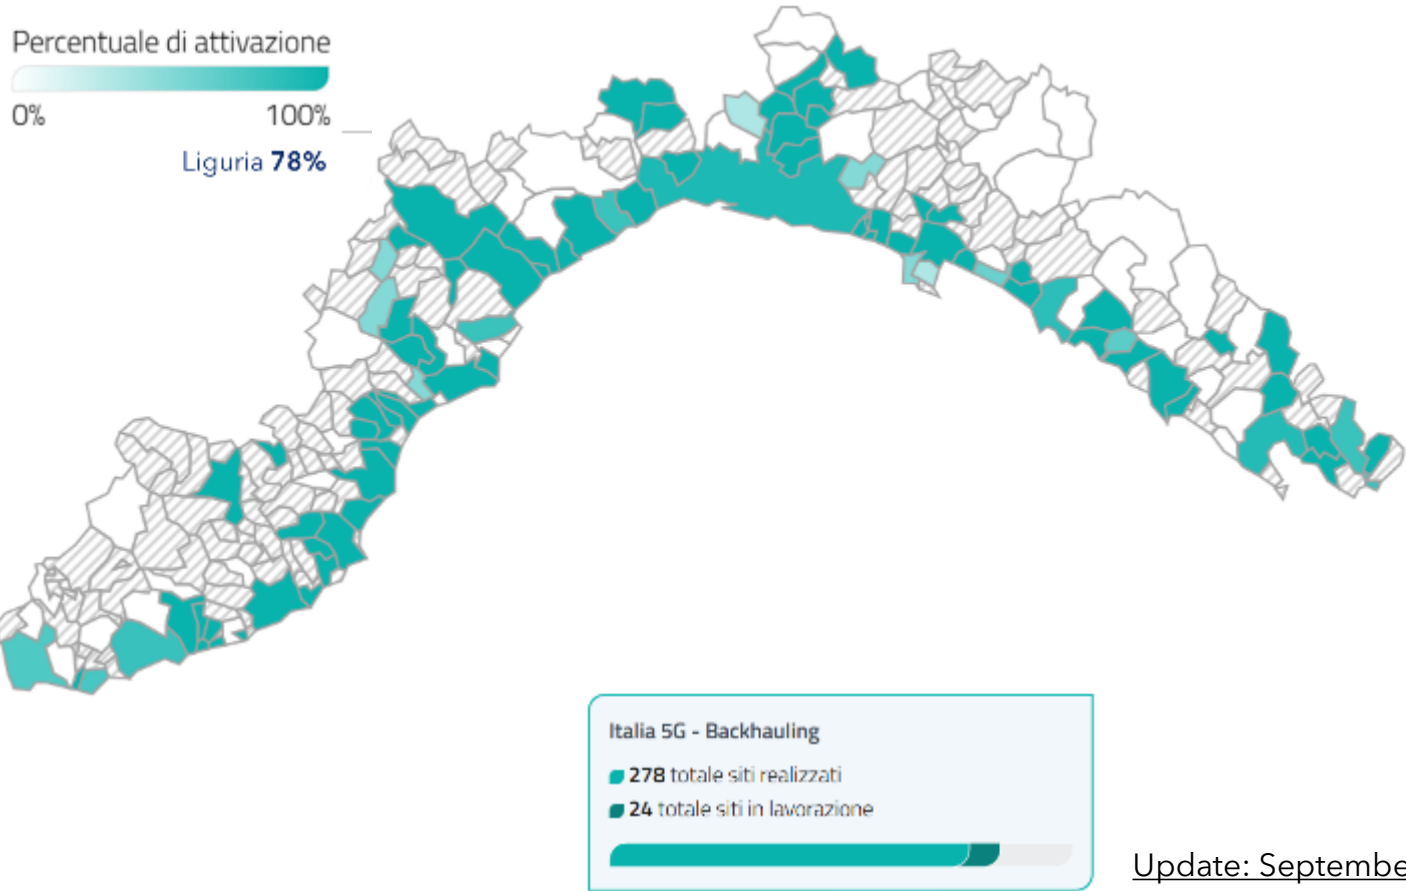 Percentuale di attivazione
0% 100%
Liguria 78%
Italia 5G - Backhauling
278 totale siti realizzati
24 totale siti in lavorazione
Update: Septembe